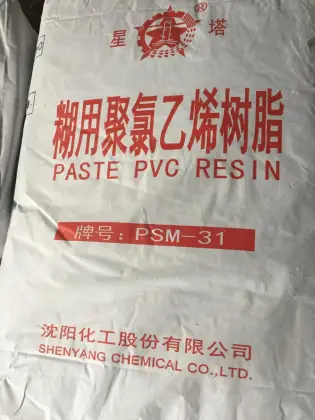 星 塔®
糊用聚氯乙烯树脂
PASTE PVC RESIN
牌号：PSM-31
沈阳化工股份有限公司
SHENYANG CHEMICAL CO.,LTD.